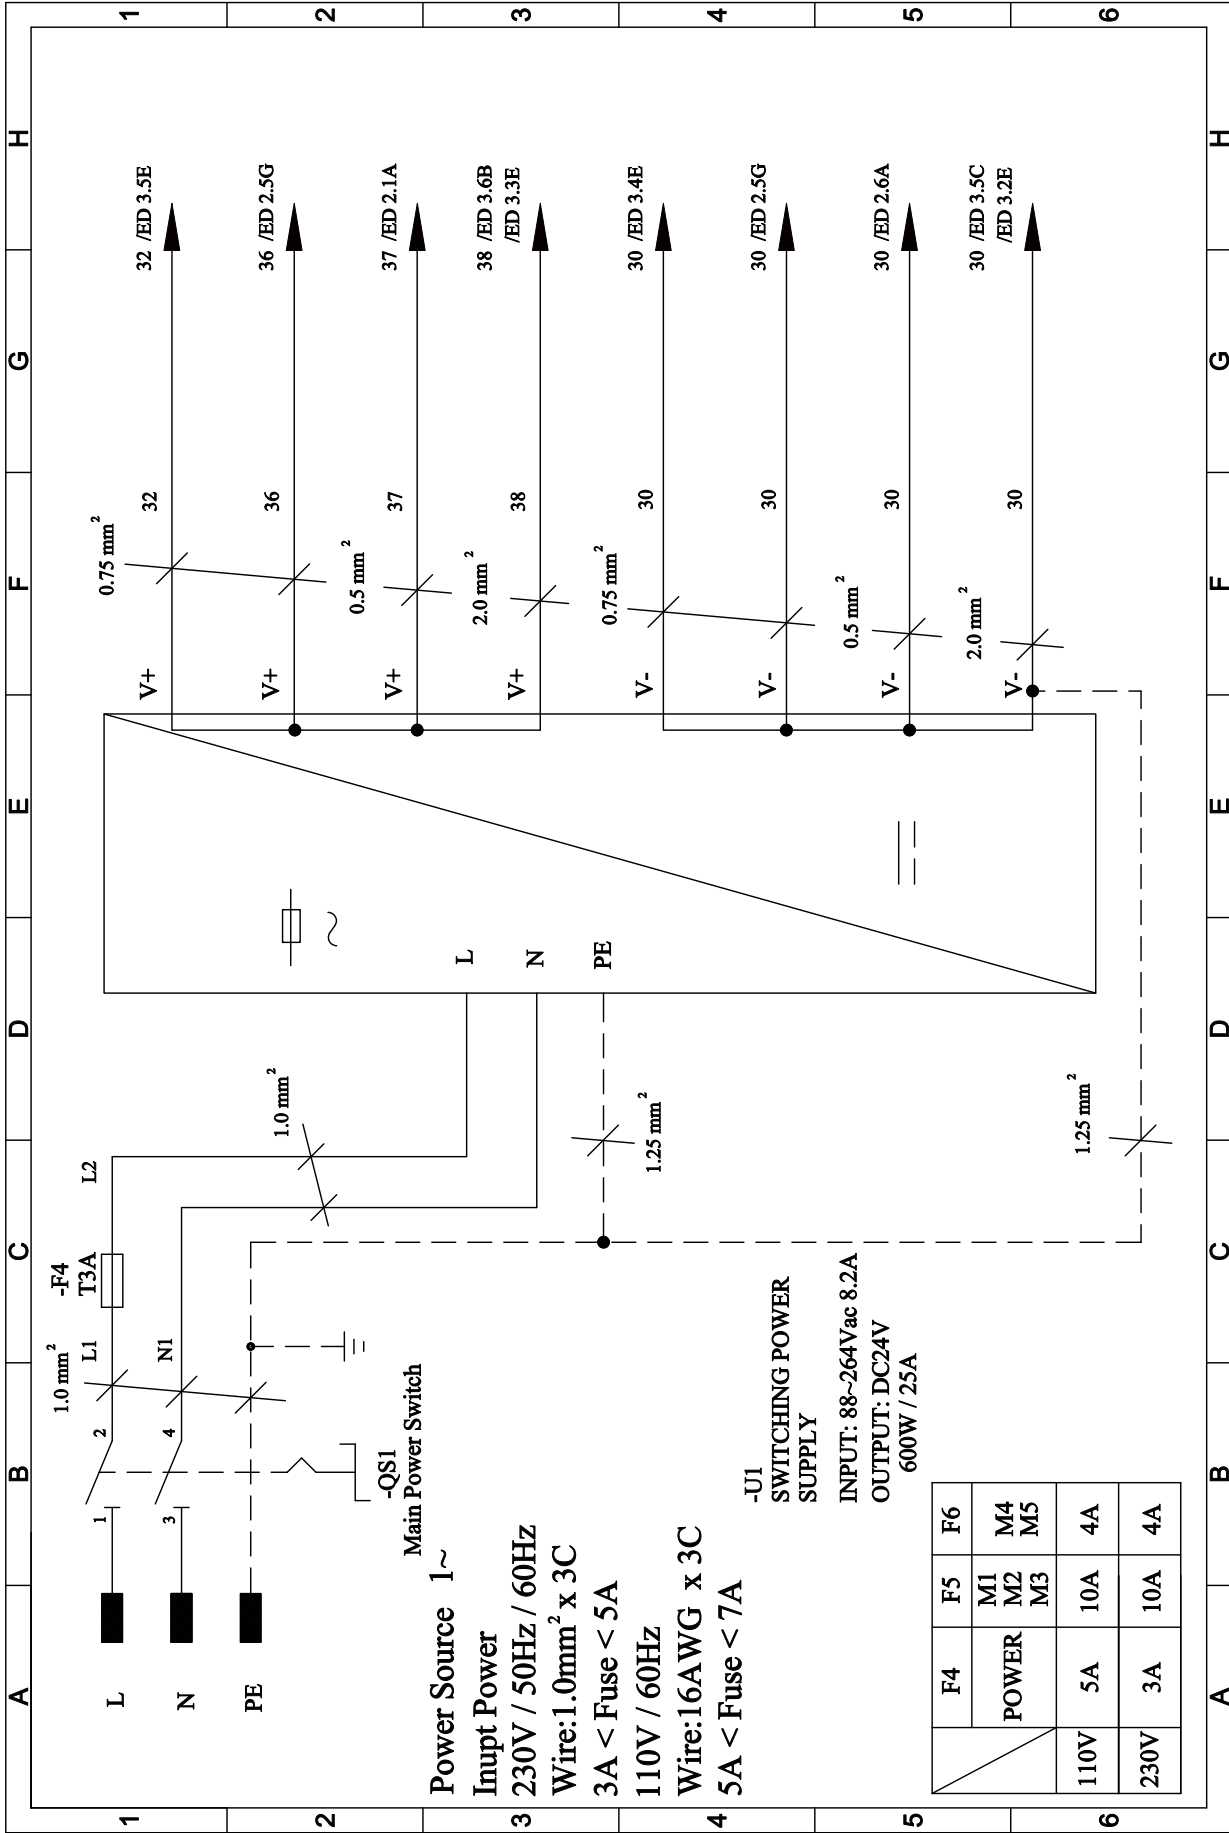 A B C D E F G H
1 1
2 2
3 3
4 4
5 5
6 6
A B C D E F G H
L
N
PE
1 2
3 4
1.0 mm²
L1
N1
-F4
T3A
L2
-QS1
Main Power Switch
1.0 mm²
1.25 mm²
1.25 mm²
L
N
PE
~
V+
V+
V+
V+
V-
V-
V-
V-
0.75 mm²
0.5 mm²
2.0 mm²
0.75 mm²
0.5 mm²
2.0 mm²
32
36
37
38
30
30
30
30
32 /ED 3.5E
36 /ED 2.5G
37 /ED 2.1A
38 /ED 3.6B
/ED 3.3E
30 /ED 3.4E
30 /ED 2.5G
30 /ED 2.6A
30 /ED 3.5C
/ED 3.2E
Power Source 1~
Inupt Power
230V / 50Hz / 60Hz
Wire:1.0mm² x 3C
3A < Fuse < 5A
110V / 60Hz
Wire:16AWG x 3C
5A < Fuse < 7A
-U1
SWITCHING POWER
SUPPLY
INPUT: 88~264Vac 8.2A
OUTPUT: DC24V
600W / 25A
F4 F5 F6
POWER M1 M2 M3 M4 M5
110V 5A 10A 4A
230V 3A 10A 4A